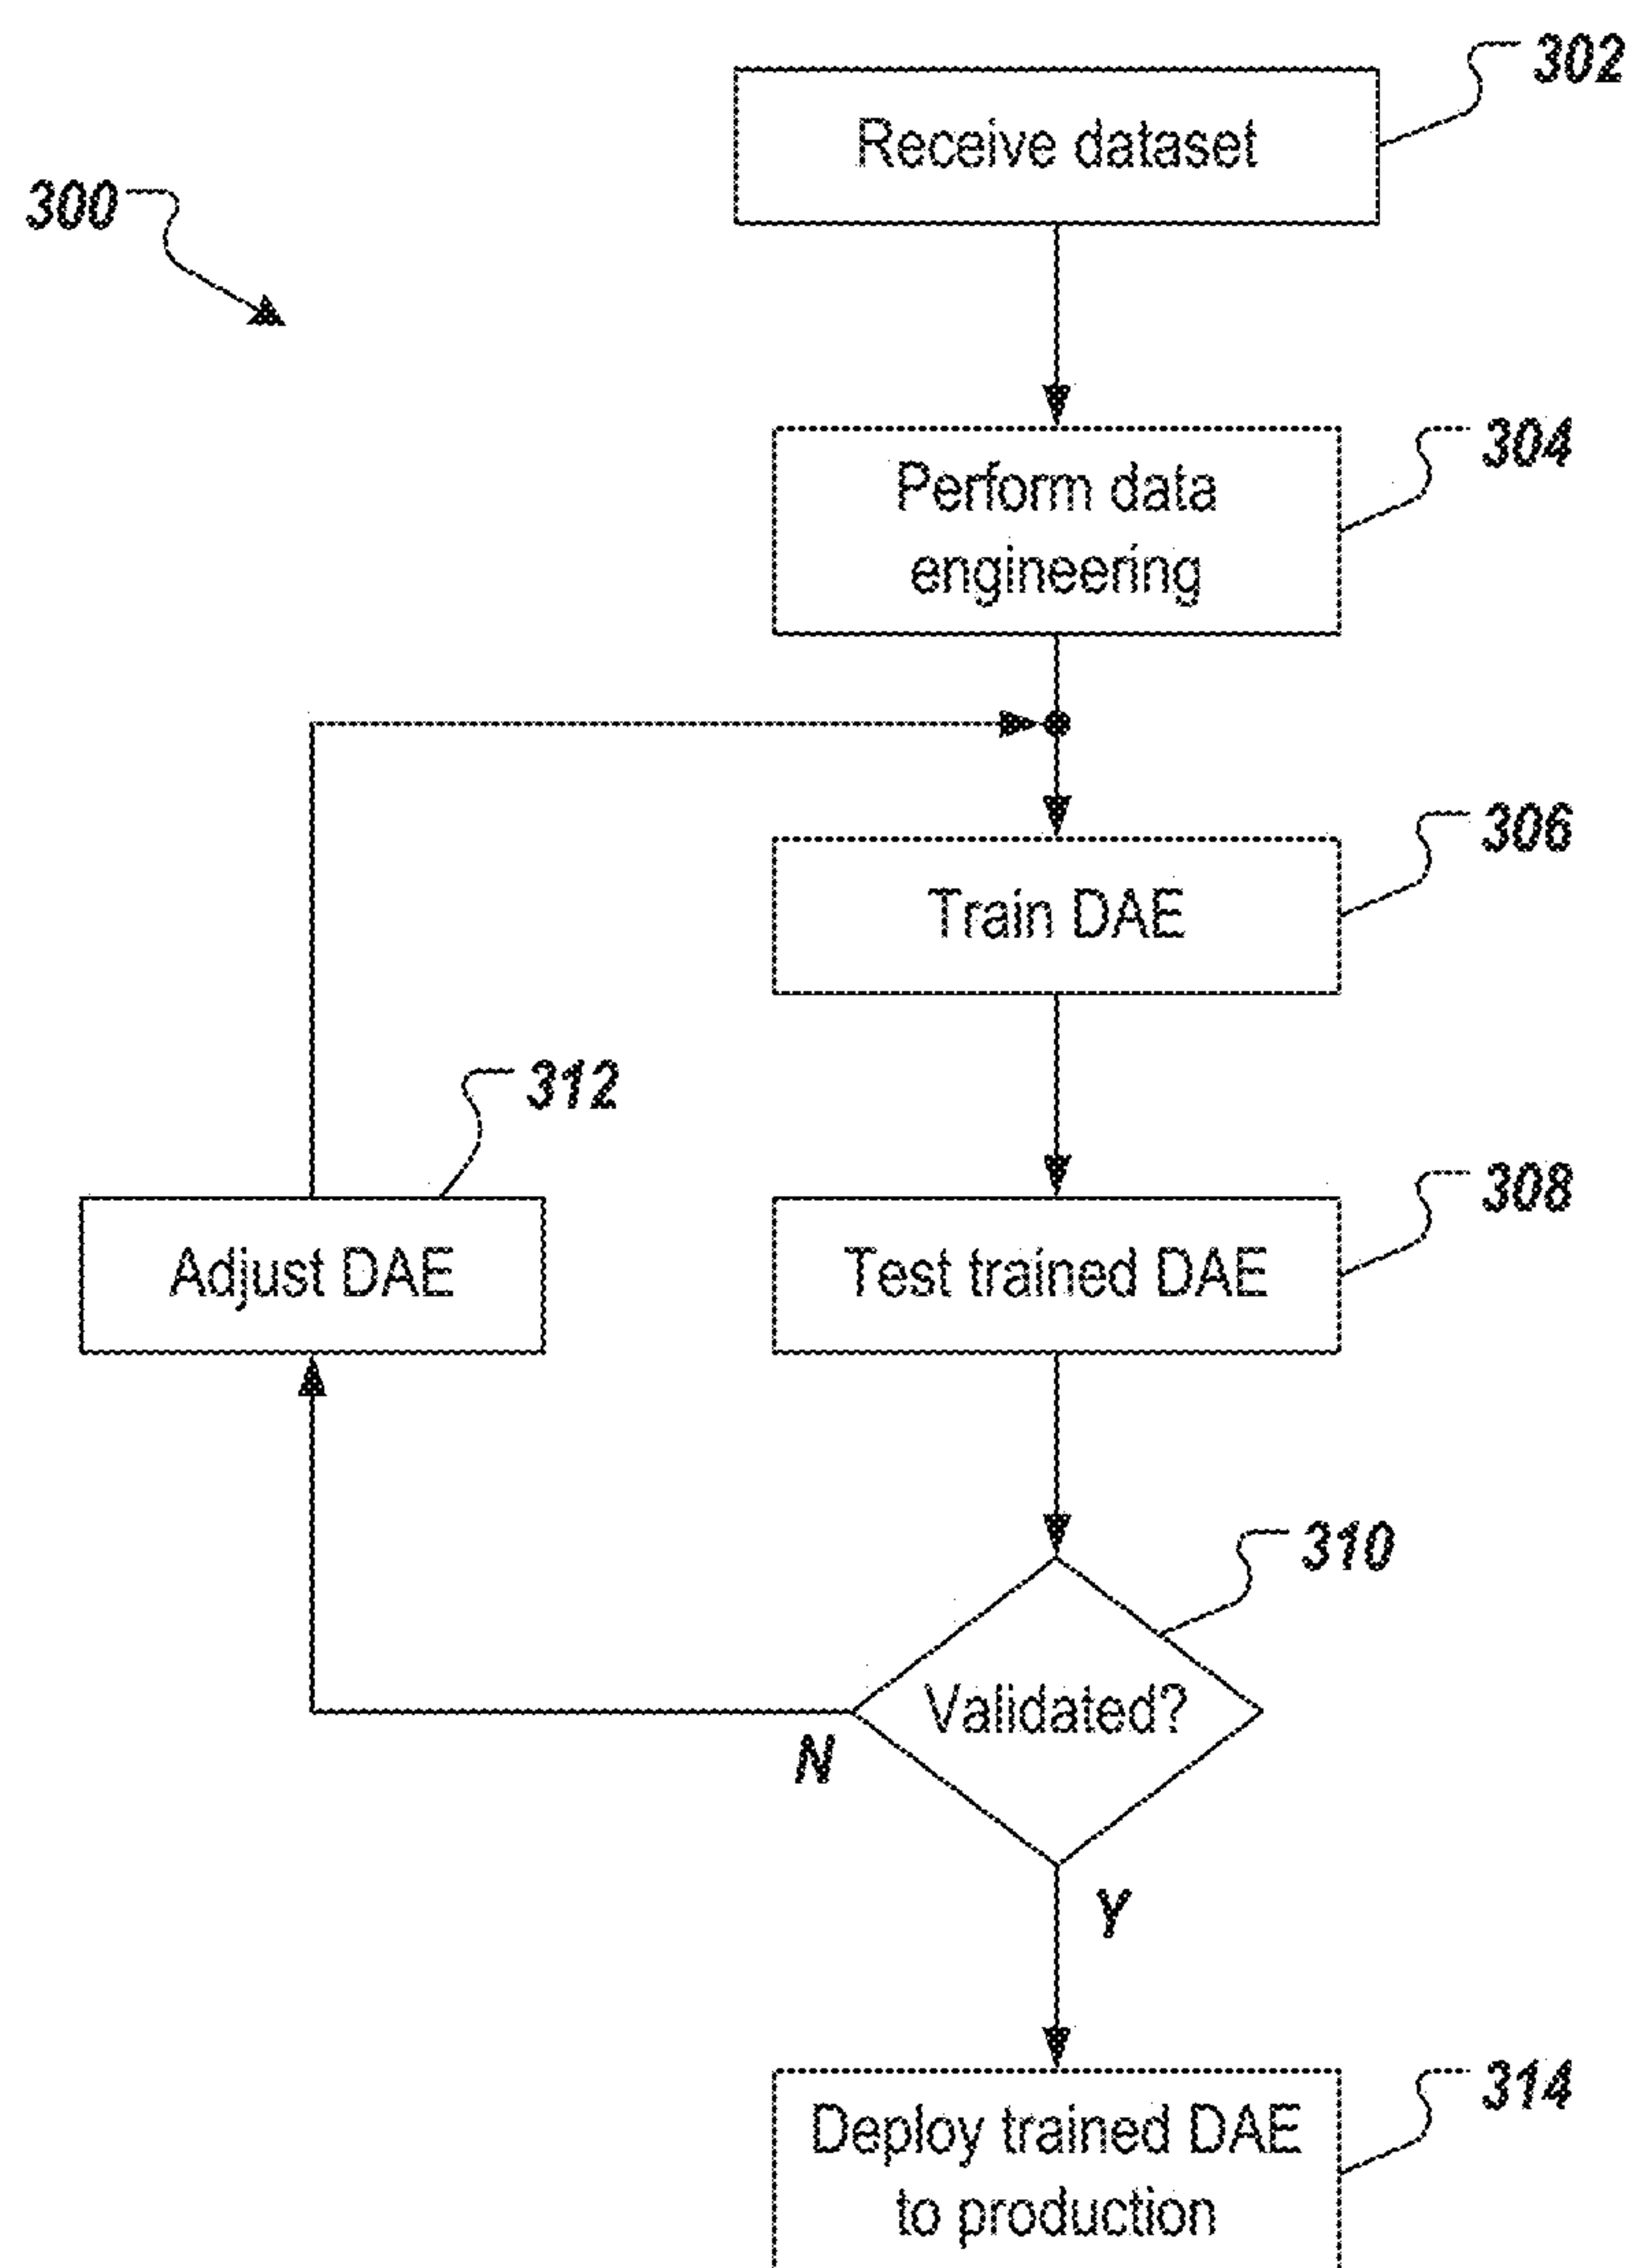 302
Receive dataset
300
304
Perform data
engineering
306
Train DAE
312
308
Adjust DAE
Test trained DAE
310
Validated?
N
Y
314
Deploy trained DAE
to production